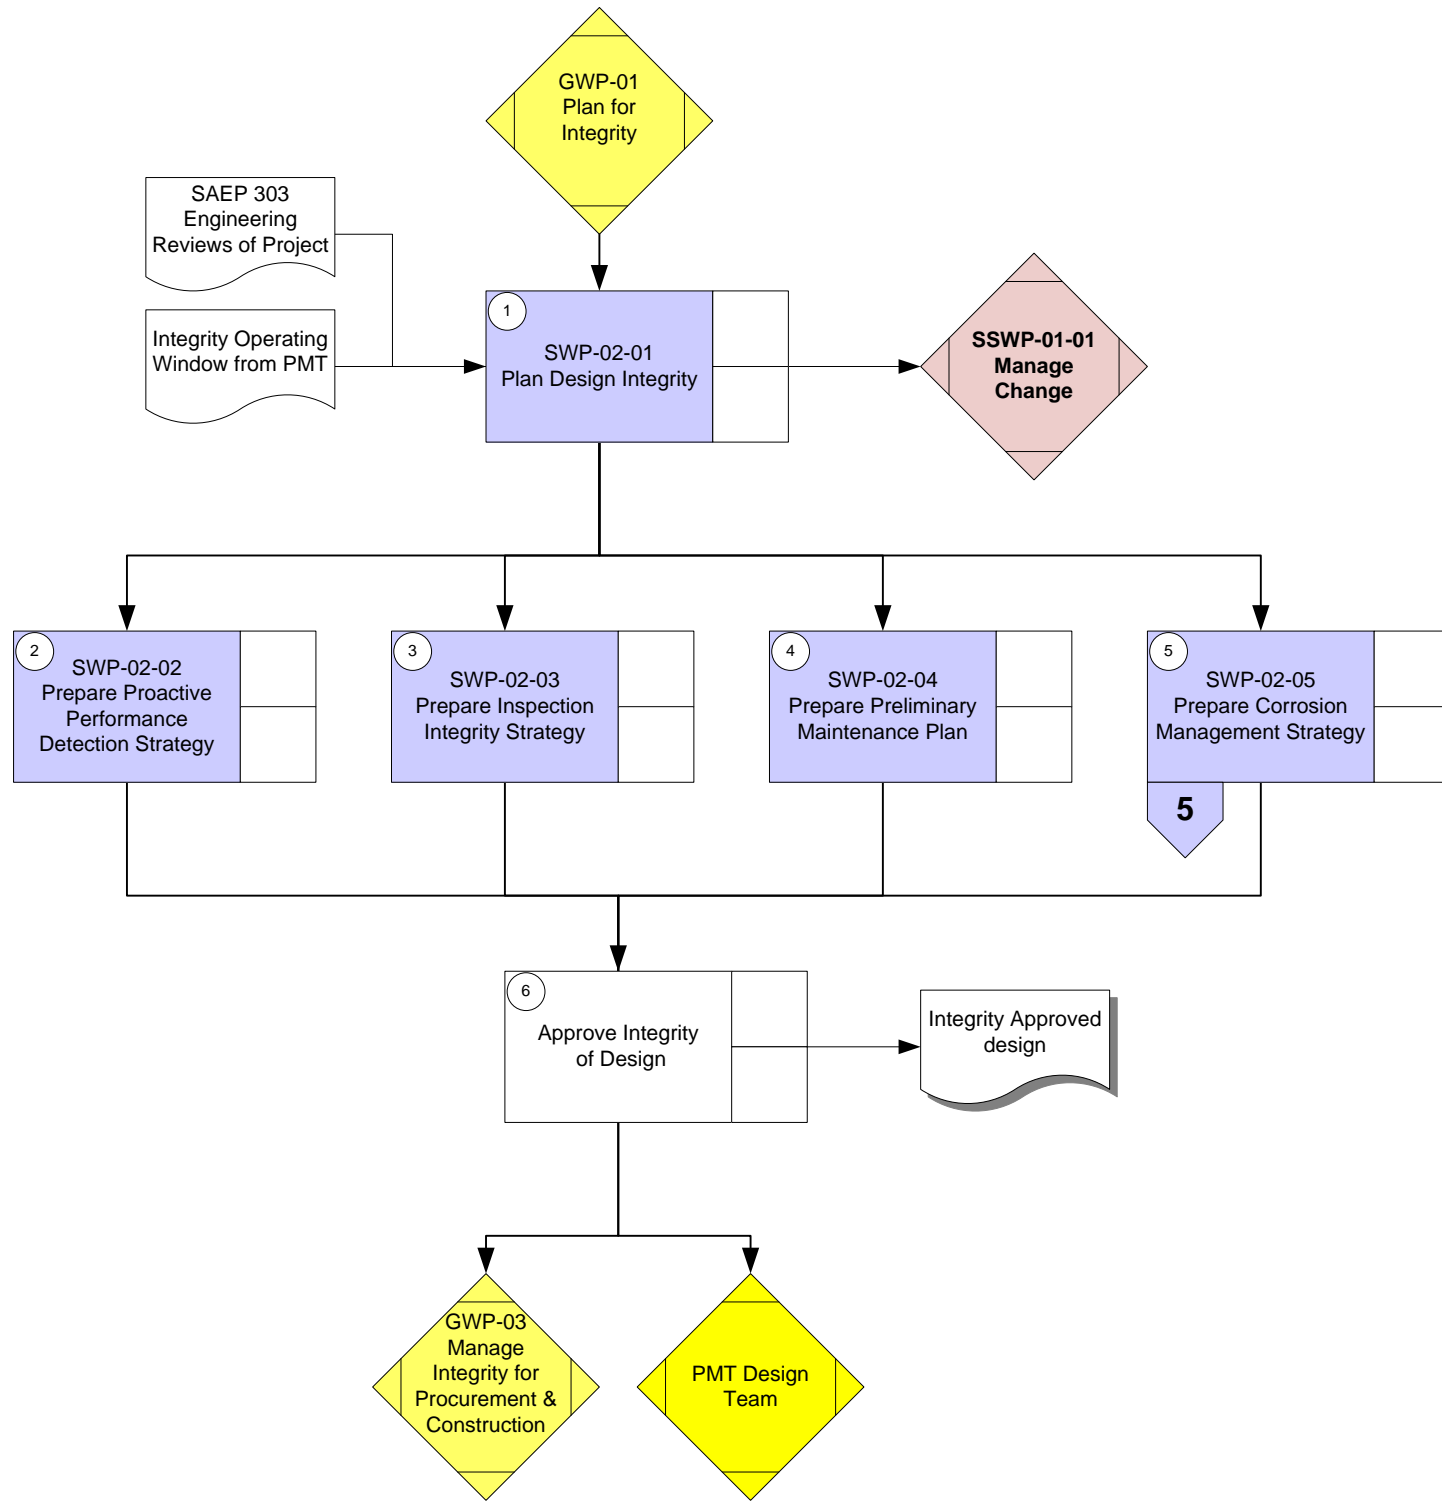 GWP-01
Plan for
Integrity
SAEP 303
Engineering
Reviews of Project
Integrity Operating
Window from PMT
1
SWP-02-01
Plan Design Integrity
SSWP-01-01
Manage
Change
2
SWP-02-02
Prepare Proactive
Performance
Detection Strategy
3
SWP-02-03
Prepare Inspection
Integrity Strategy
4
SWP-02-04
Prepare Preliminary
Maintenance Plan
5
SWP-02-05
Prepare Corrosion
Management Strategy
5
6
Approve Integrity
of Design
Integrity Approved
design
GWP-03
Manage
Integrity for
Procurement &
Construction
PMT Design
Team